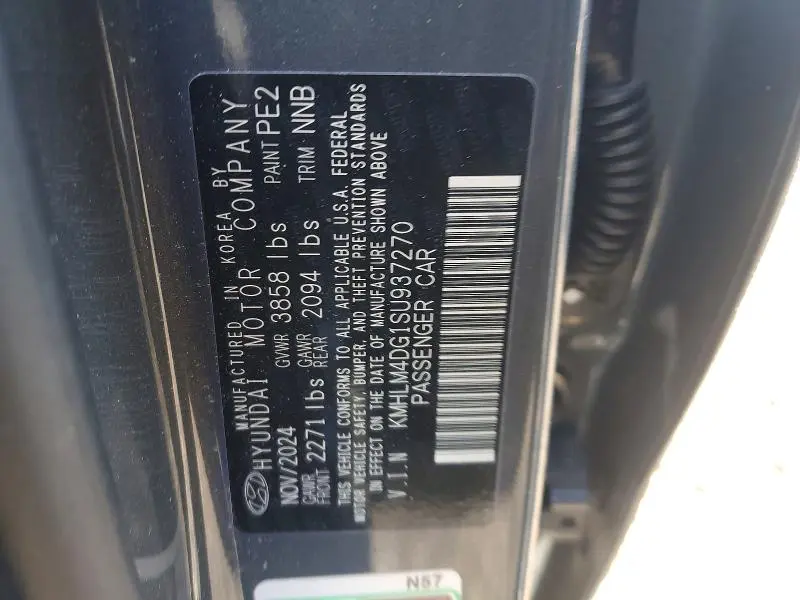 MANUFACTURED IN KOREA BY
HYUNDAI MOTOR COMPANY
NOV/2024 GVWR 3858 lbs PAINT PE2
GAWR FRONT 2271 lbs GAWR REAR 2094 lbs TRIM NNB
THIS VEHICLE CONFORMS TO ALL APPLICABLE U.S.A. FEDERAL
MOTOR VEHICLE SAFETY, BUMPER, AND THEFT PREVENTION STANDARDS
IN EFFECT ON THE DATE OF MANUFACTURE SHOWN ABOVE
V.I.N KMHLM4DG1SU937270
PASSENGER CAR
N57